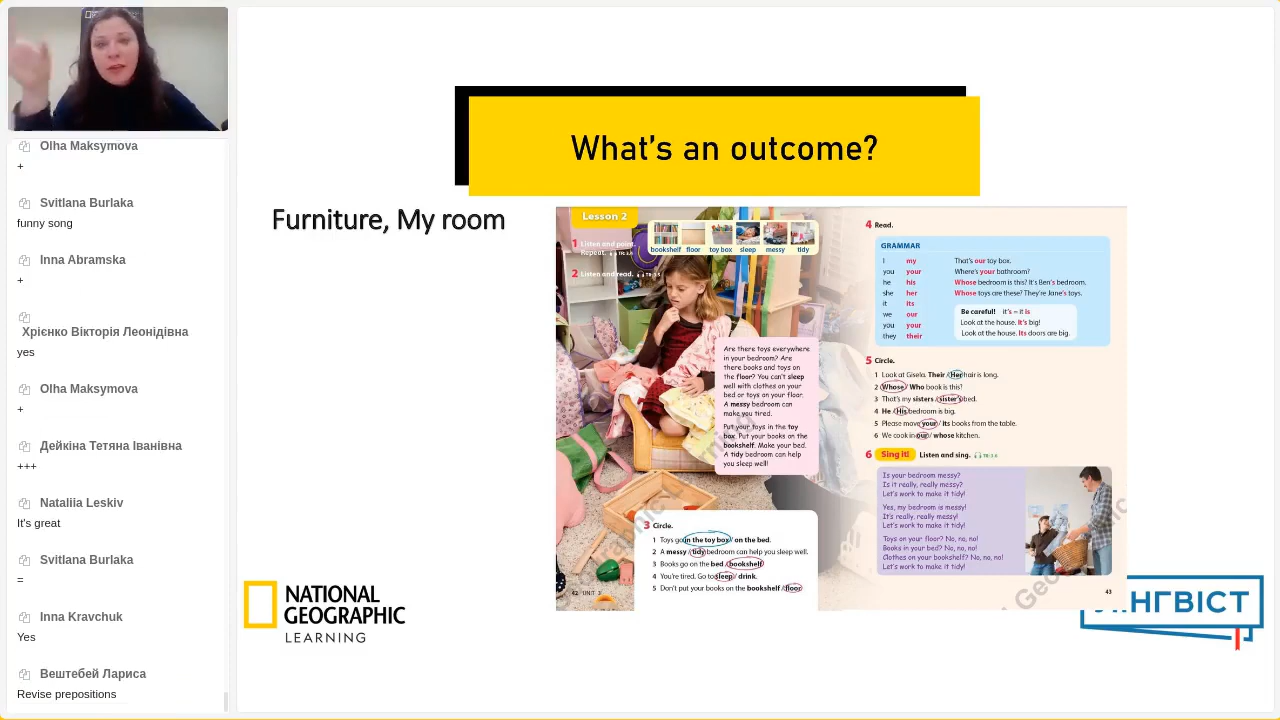 Olha Maksymova
+
Svitlana Burlaka
funny song
Inna Abramska
+
Хрієнко Вікторія Леонідівна
yes
Olha Maksymova
+
Дейкіна Тетяна Іванівна
+++
Nataliia Leskiv
It's great
Svitlana Burlaka
=
Inna Kravchuk
Yes
Вештебей Лариса
Revise prepositions
What's an outcome?
Furniture, My room
Lesson 2
1 Listen and point.
Repeat.
bookshelf floor toy box sleep messy tidy
2 Listen and read.
Are there toys everywhere
in your bedroom? Are
there books and toys on
the floor? You can't sleep
well with clothes on your
bed or toys on your floor.
A messy bedroom can
make you tired.
Put your toys in the toy
box. Put your books on the
bookshelf. Make your bed.
A tidy bedroom can help
you sleep well!
3 Circle.
1 Toys go in the toy box / on the bed.
2 A messy / tidy bedroom can help you sleep well.
3 Books go on the bed / bookshelf.
4 You're tired. Go to sleep / drink.
5 Don't put your books on the bookshelf / floor.
42 UNIT 3
4 Read.
GRAMMAR
I my That's our toy box.
you your Where's your bathroom?
he his Whose bedroom is this? It's Ben's bedroom.
she her Whose toys are these? They're Jane's toys.
it its
we our
you your
they their
Be careful! it's = it is
Look at the house. It's big!
Look at the house. Its doors are big.
5 Circle.
1 Look at Gisela. Their / Her hair is long.
2 Whose / Who book is this?
3 That's my sisters / sister's bed.
4 He / His bedroom is big.
5 Please move your / its books from the table.
6 We cook in our / whose kitchen.
6 Sing it! Listen and sing.
Is your bedroom messy?
Is it really, really messy?
Let's work to make it tidy!
Yes, my bedroom is messy!
It's really, really messy!
Let's work to make it tidy!
Toys on your floor? No, no, no!
Books in your bed? No, no, no!
Clothes on your bookshelf? No, no, no!
Let's work to make it tidy!
43
NATIONAL
GEOGRAPHIC
LEARNING
ЛІНГВІСТ